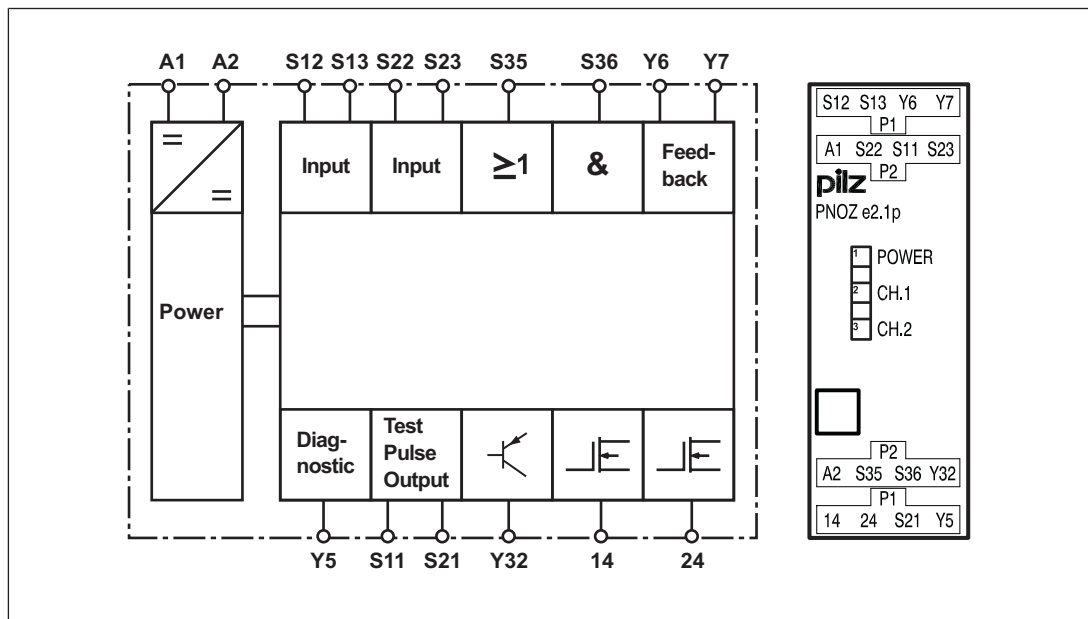 A1 A2 S12 S13 S22 S23 S35 S36 Y6 Y7
=
=
Power
Input
Input
≥1
&
Feed-
back
Diag-
nostic
Test
Pulse
Output
Y5 S11 S21 Y32 14 24
S12 S13 Y6 Y7
P1
A1 S22 S11 S23
P2
pilz
PNOZ e2.1p
1 POWER
2 CH.1
3 CH.2
P2
A2 S35 S36 Y32
P1
14 24 S21 Y5